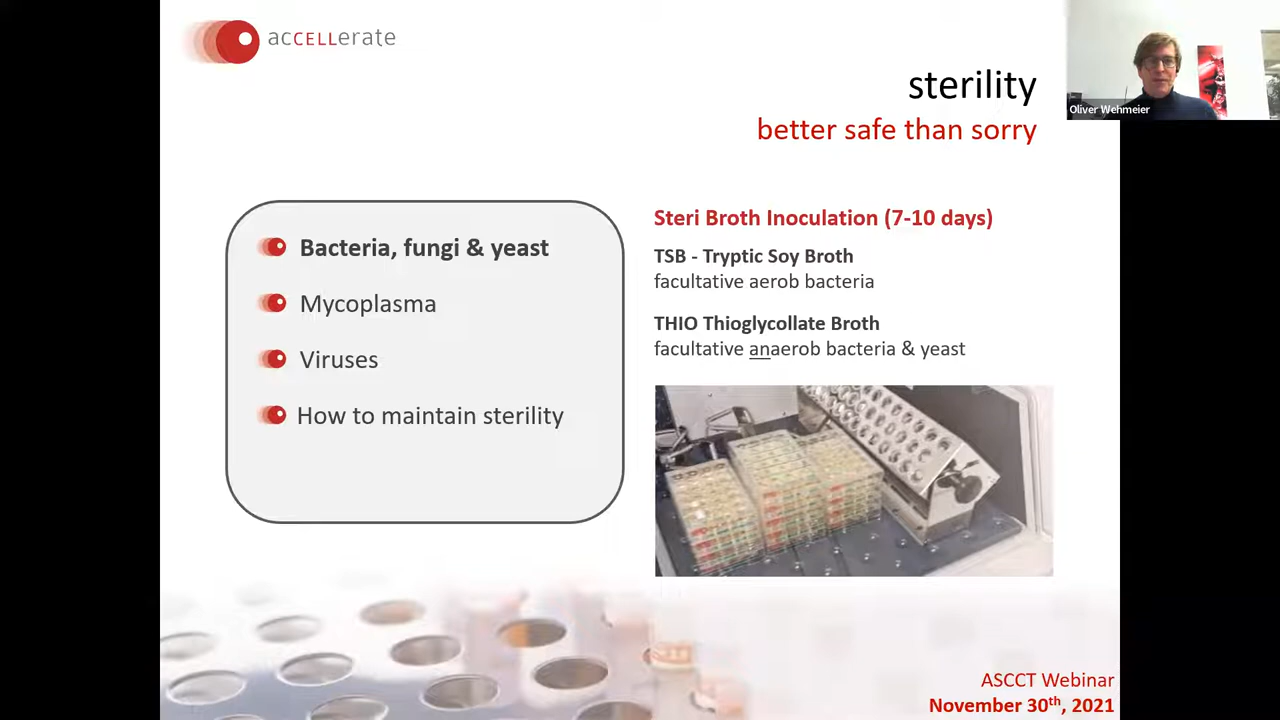 acCELLerate
sterility
better safe than sorry
Oliver Wehmeier
Bacteria, fungi & yeast
Mycoplasma
Viruses
How to maintain sterility
Steri Broth Inoculation (7-10 days)
TSB - Tryptic Soy Broth
facultative aerob bacteria
THIO Thioglycollate Broth
facultative anaerob bacteria & yeast
ASCCT Webinar
November 30th, 2021